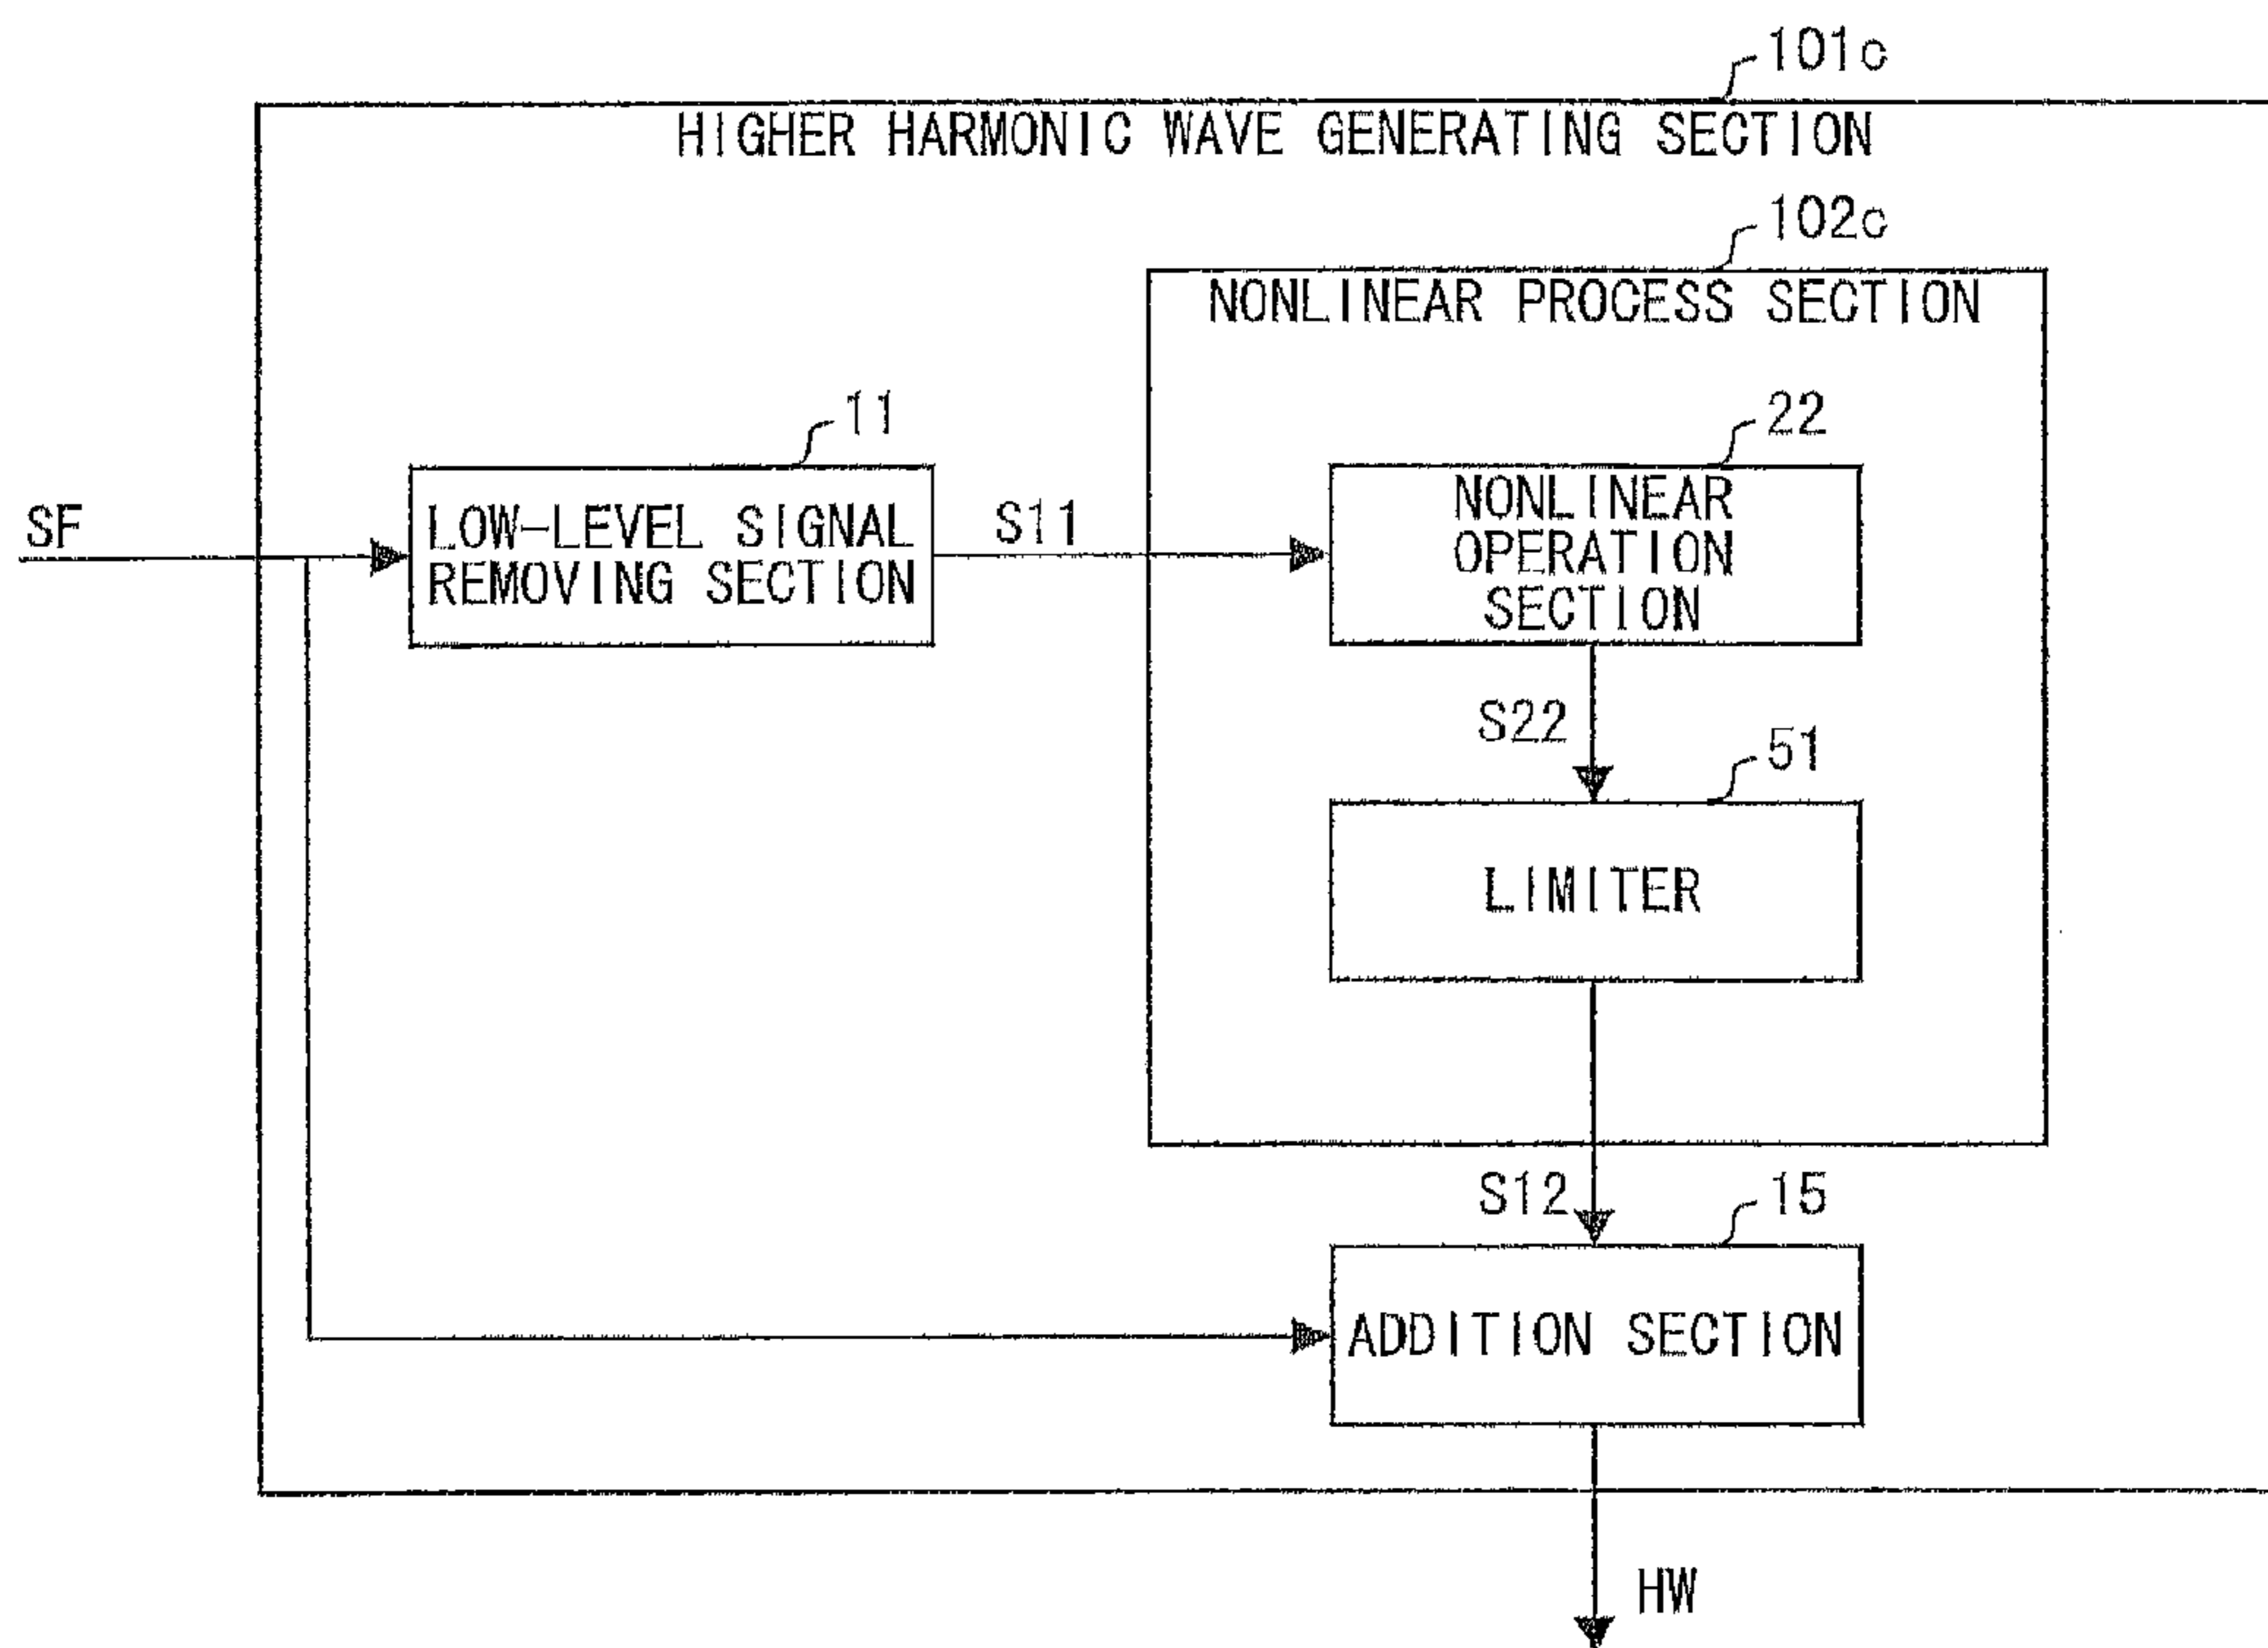 101c
HIGHER HARMONIC WAVE GENERATING SECTION
102c
NONLINEAR PROCESS SECTION
11
22
SF
LOW-LEVEL SIGNAL
REMOVING SECTION
S11
NONLINEAR
OPERATION
SECTION
S22
51
LIMITER
S12
15
ADDITION SECTION
HW